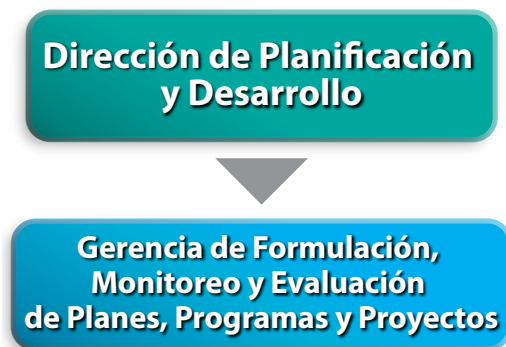 Dirección de Planificación
y Desarrollo
Gerencia de Formulación,
Monitoreo y Evaluación
de Planes, Programas y Proyectos